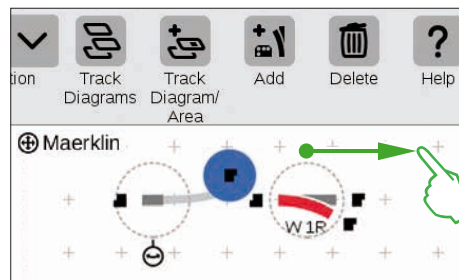 tion
Track
Diagrams
Track
Diagram/
Area
Add
Delete
?
Help
Maerklin
W 1R